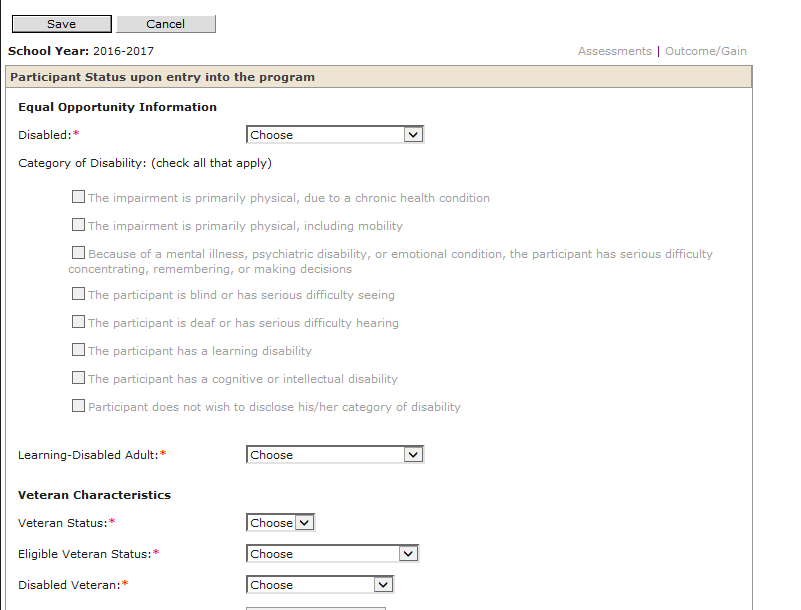 Save Cancel
School Year: 2016-2017 Assessments | Outcome/Gain
Participant Status upon entry into the program
Equal Opportunity Information
Disabled:* Choose
Category of Disability: (check all that apply)
The impairment is primarily physical, due to a chronic health condition
The impairment is primarily physical, including mobility
Because of a mental illness, psychiatric disability, or emotional condition, the participant has serious difficulty
concentrating, remembering, or making decisions
The participant is blind or has serious difficulty seeing
The participant is deaf or has serious difficulty hearing
The participant has a learning disability
The participant has a cognitive or intellectual disability
Participant does not wish to disclose his/her category of disability
Learning-Disabled Adult:* Choose
Veteran Characteristics
Veteran Status:* Choose
Eligible Veteran Status:* Choose
Disabled Veteran:* Choose